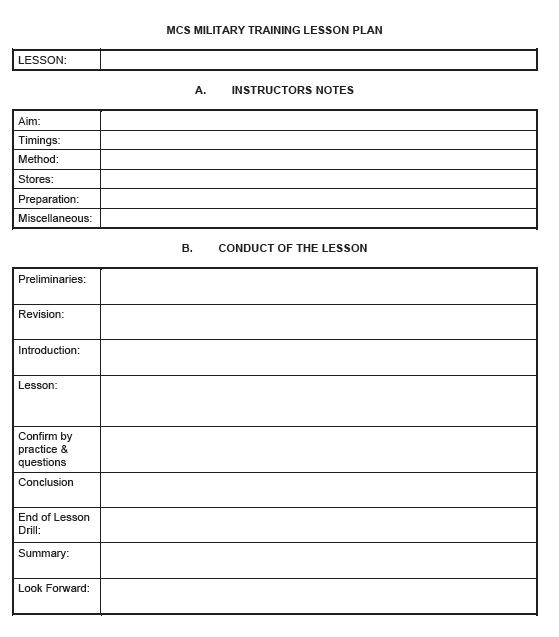 MCS MILITARY TRAINING LESSON PLAN
LESSON:
A. INSTRUCTORS NOTES
Aim:
Timings:
Method:
Stores:
Preparation:
Miscellaneous:
B. CONDUCT OF THE LESSON
Preliminaries:
Revision:
Introduction:
Lesson:
Confirm by
practice &
questions
Conclusion
End of Lesson
Drill:
Summary:
Look Forward: